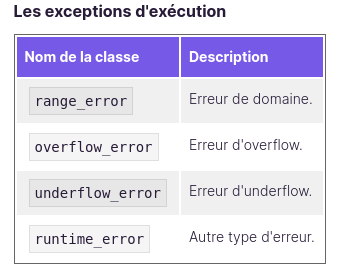 Les exceptions d'exécution
Nom de la classe Description
range_error Erreur de domaine.
overflow_error Erreur d'overflow.
underflow_error Erreur d'underflow.
runtime_error Autre type d'erreur.